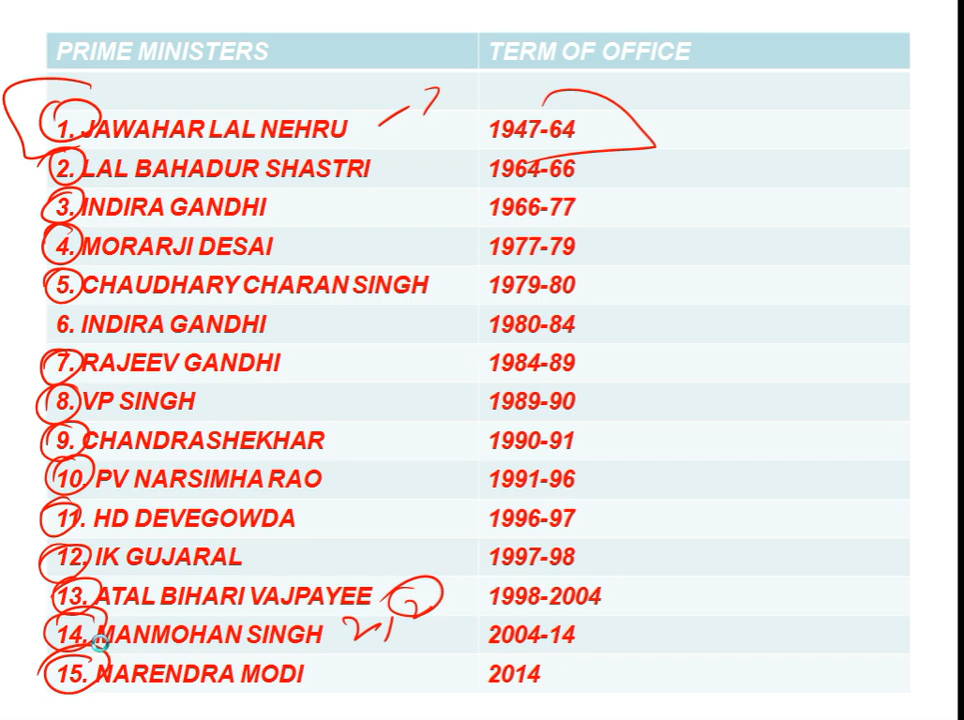 PRIME MINISTERS TERM OF OFFICE
1. JAWAHAR LAL NEHRU 1947-64
2. LAL BAHADUR SHASTRI 1964-66
3. INDIRA GANDHI 1966-77
4. MORARJI DESAI 1977-79
5. CHAUDHARY CHARAN SINGH 1979-80
6. INDIRA GANDHI 1980-84
7. RAJEEV GANDHI 1984-89
8. VP SINGH 1989-90
9. CHANDRASHEKHAR 1990-91
10. PV NARSIMHA RAO 1991-96
11. HD DEVEGOWDA 1996-97
12. IK GUJARAL 1997-98
13. ATAL BIHARI VAJPAYEE 1998-2004
14. MANMOHAN SINGH 2004-14
15. NARENDRA MODI 2014